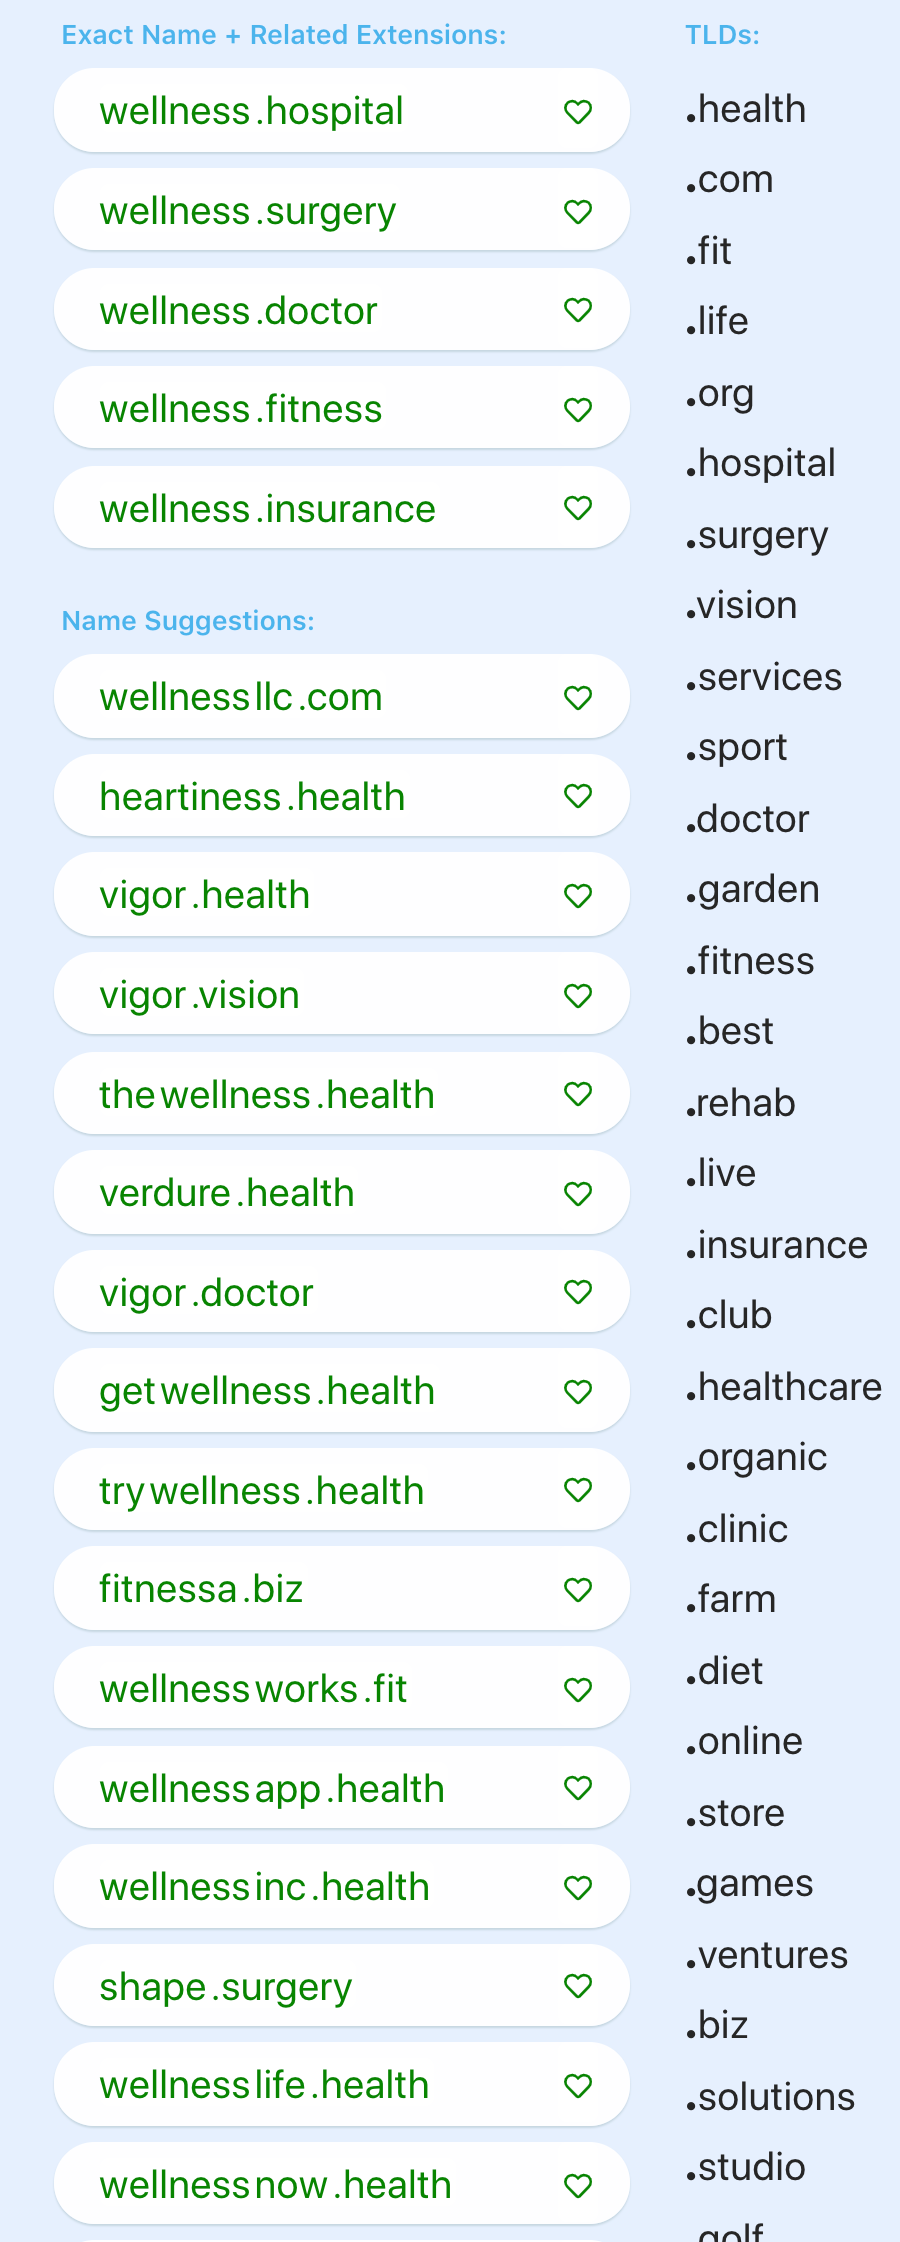 Exact Name + Related Extensions:
wellness.hospital
wellness.surgery
wellness.doctor
wellness.fitness
wellness.insurance
Name Suggestions:
wellnessllc.com
heartiness.health
vigor.health
vigor.vision
thewellness.health
verdure.health
vigor.doctor
getwellness.health
trywellness.health
fitnessa.biz
wellnessworks.fit
wellnessapp.health
wellnessinc.health
shape.surgery
wellnesslife.health
wellnessnow.health
TLDs:
.health
.com
.fit
.life
.org
.hospital
.surgery
.vision
.services
.sport
.doctor
.garden
.fitness
.best
.rehab
.live
.insurance
.club
.healthcare
.organic
.clinic
.farm
.diet
.online
.store
.games
.ventures
.biz
.solutions
.studio
.golf